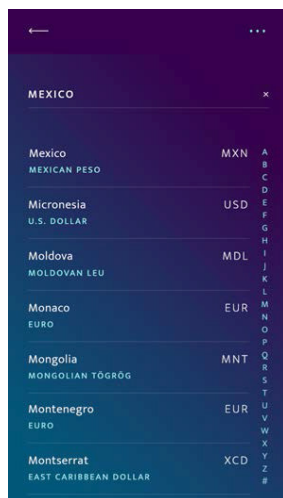 MEXICO ×
Mexico MXN
MEXICAN PESO
Micronesia USD
U.S. DOLLAR
Moldova MDL
MOLDOVAN LEU
Monaco EUR
EURO
Mongolia MNT
MONGOLIAN TÖGRÖG
Montenegro EUR
EURO
Montserrat XCD
EAST CARIBBEAN DOLLAR
A
B
C
D
E
F
G
H
I
J
K
L
M
N
O
P
Q
R
S
T
U
V
W
X
Y
Z
#